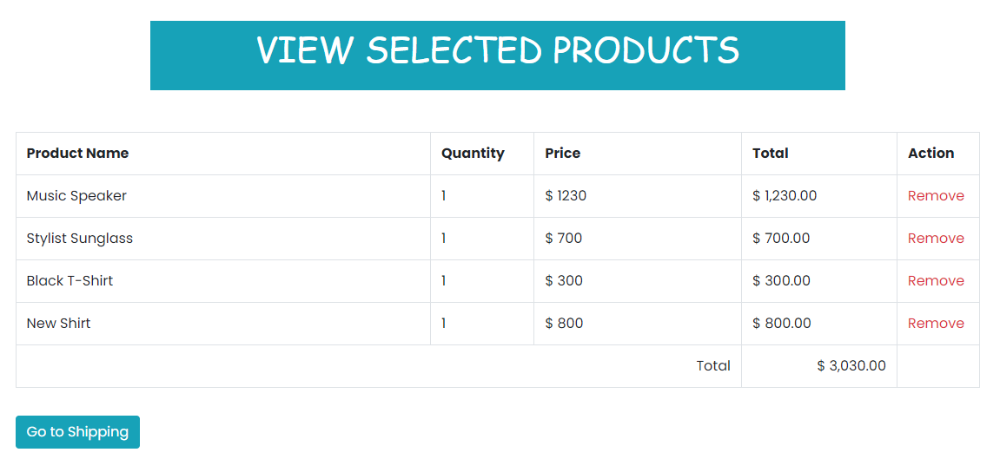 VIEW SELECTED PRODUCTS
Product Name Quantity Price Total Action
Music Speaker 1 $ 1230 $ 1,230.00 Remove
Stylist Sunglass 1 $ 700 $ 700.00 Remove
Black T-Shirt 1 $ 300 $ 300.00 Remove
New Shirt 1 $ 800 $ 800.00 Remove
Total $ 3,030.00
Go to Shipping